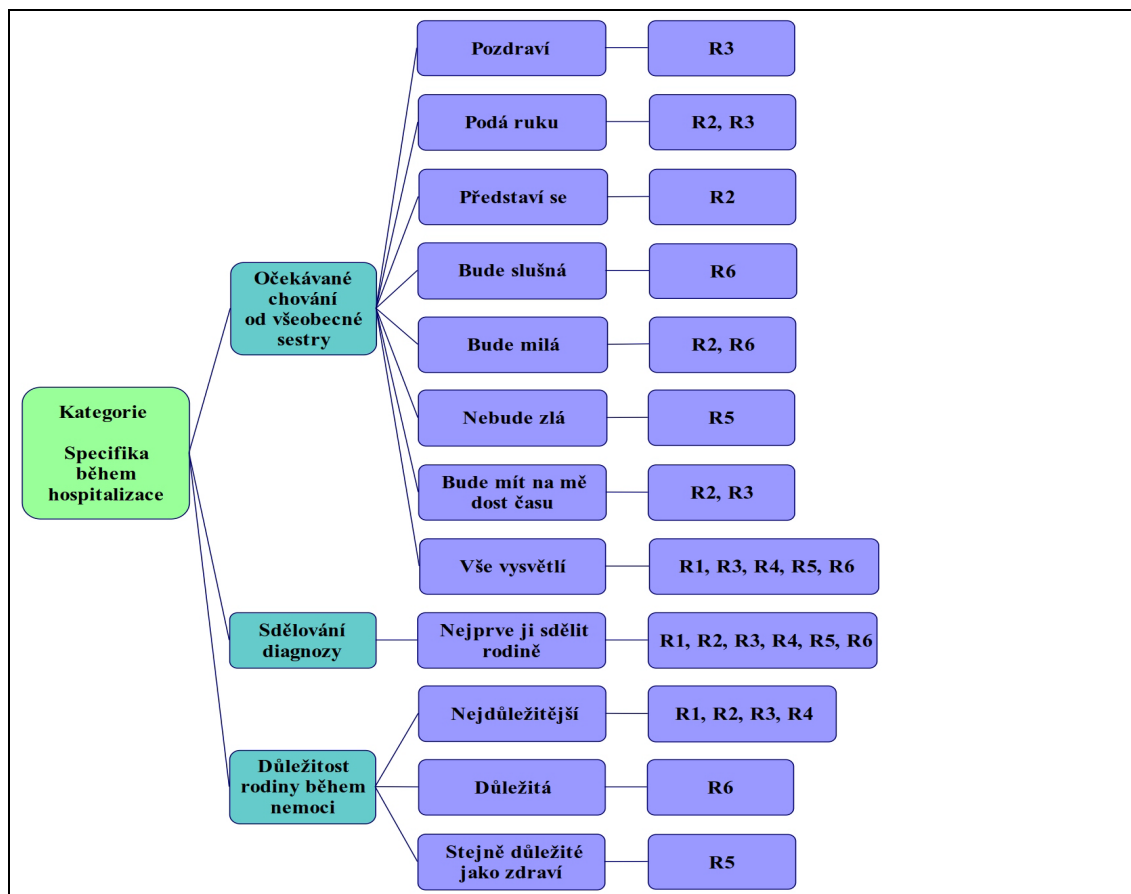 Kategorie
Specifika
během
hospitalizace
Očekávané
chování
od všeobecné
sestry
Pozdraví
R3
Podá ruku
R2, R3
Představí se
R2
Bude slušná
R6
Bude milá
R2, R6
Nebude zlá
R5
Bude mít na mě
dost času
R2, R3
Vše vysvětlí
R1, R3, R4, R5, R6
Sdělování
diagnozy
Nejprve ji sdělit
rodině
R1, R2, R3, R4, R5, R6
Důležitost
rodiny během
nemoci
Nejdůležitější
R1, R2, R3, R4
Důležitá
R6
Stejně důležité
jako zdraví
R5